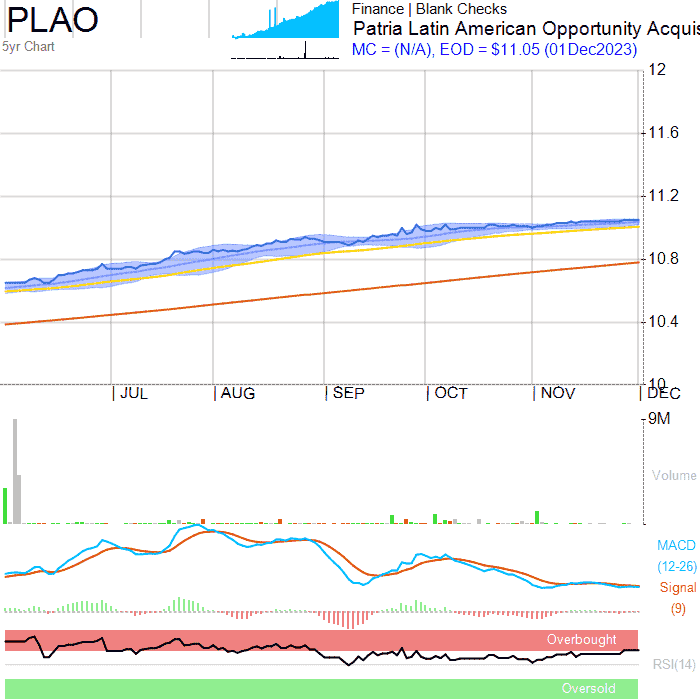 PLAO
5yr Chart
Finance | Blank Checks
Patria Latin American Opportunity Acquis
MC = (N/A), EOD = $11.05 (01Dec2023)
12
11.6
11.2
10.8
10.4
10
JUL
AUG
SEP
OCT
NOV
DEC
9M
Volume
MACD
(12-26)
Signal
(9)
Overbought
RSI(14)
Oversold